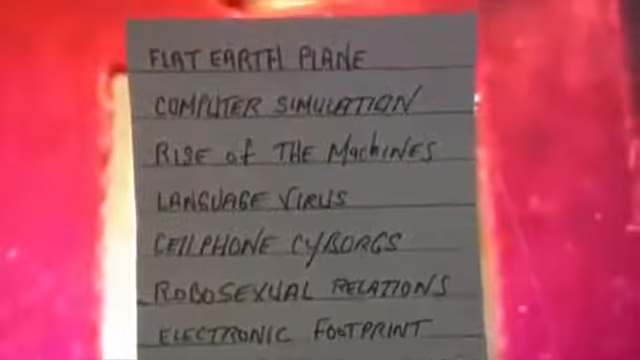 FLAT EARTH PLANE
COMPUTER SIMULATION
RISE of THE MACHINES
LANGUAGE VIRUS
CELLPHONE CYBORGS
ROBOSEXUAL RELATIONS
ELECTRONIC FOOTPRINT